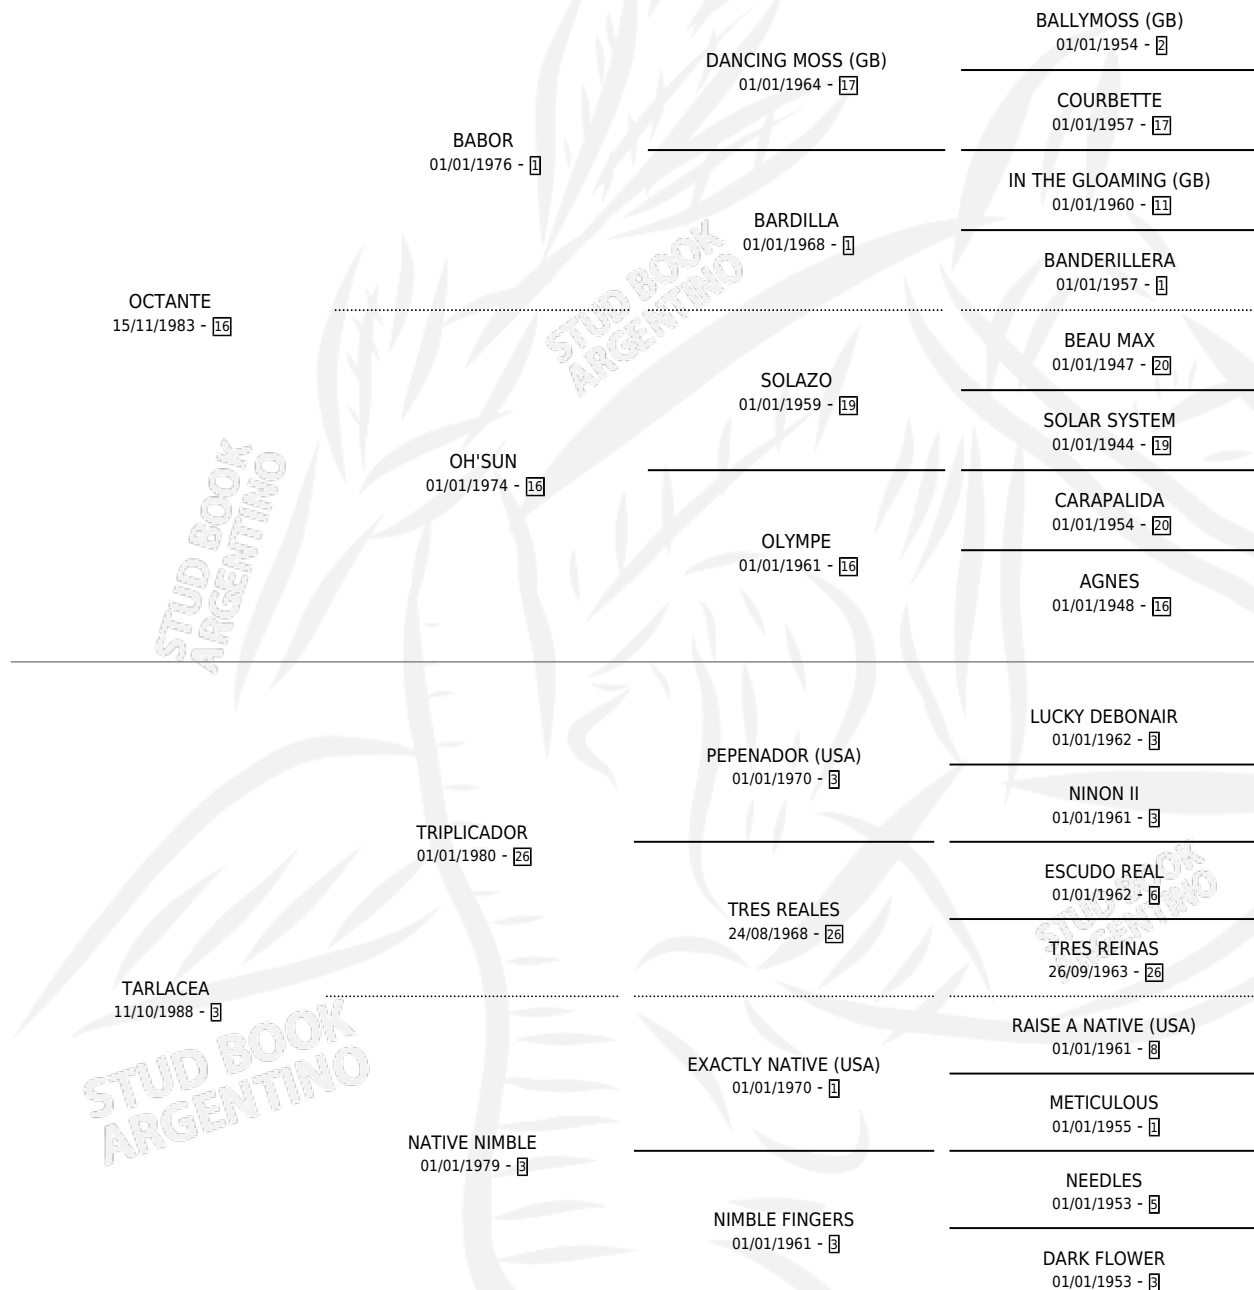 BALLYMOSS (GB)
01/01/1954 - 2
DANCING MOSS (GB)
01/01/1964 - 17
COURBETTE
01/01/1957 - 17
BABOR
01/01/1976 - 1
IN THE GLOAMING (GB)
01/01/1960 - 11
BARDILLA
01/01/1968 - 1
BANDERILLERA
01/01/1957 - 1
OCTANTE
15/11/1983 - 16
BEAU MAX
01/01/1947 - 20
SOLAZO
01/01/1959 - 19
SOLAR SYSTEM
01/01/1944 - 19
OH'SUN
01/01/1974 - 16
CARAPALIDA
01/01/1954 - 20
OLYMPE
01/01/1961 - 16
AGNES
01/01/1948 - 16
LUCKY DEBONAIR
01/01/1962 - 3
PEPENADOR (USA)
01/01/1970 - 3
NINON II
01/01/1961 - 3
TRIPLICADOR
01/01/1980 - 26
ESCUDO REAL
01/01/1962 - 6
TRES REALES
24/08/1968 - 26
TRES REINAS
26/09/1963 - 26
TARLACEA
11/10/1988 - 3
RAISE A NATIVE (USA)
01/01/1961 - 8
EXACTLY NATIVE (USA)
01/01/1970 - 1
METICULOUS
01/01/1955 - 1
NATIVE NIMBLE
01/01/1979 - 3
NEEDLES
01/01/1953 - 5
NIMBLE FINGERS
01/01/1961 - 3
DARK FLOWER
01/01/1953 - 3
STUD BOOK
ARGENTINO
STUD BOOK
ARGENTINO
STUD BOOK
ARGENTINO
STUD BOOK
ARGENTINO